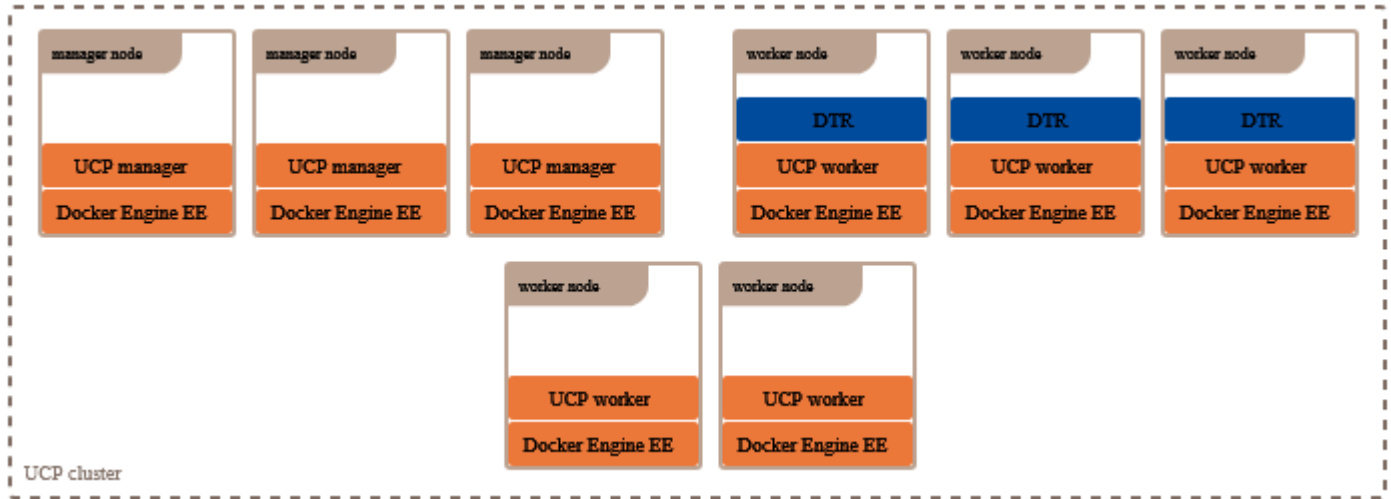 manager node
manager node
manager node
worker node
worker node
worker node
DTR
DTR
DTR
UCP manager
UCP manager
UCP manager
UCP worker
UCP worker
UCP worker
Docker Engine EE
Docker Engine EE
Docker Engine EE
Docker Engine EE
Docker Engine EE
Docker Engine EE
worker node
worker node
UCP worker
UCP worker
Docker Engine EE
Docker Engine EE
UCP cluster